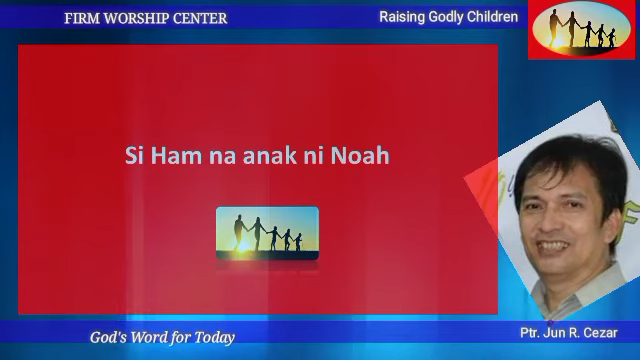 FIRM WORSHIP CENTER
Raising Godly Children
Si Ham na anak ni Noah
God's Word for Today
Ptr. Jun R. Cezar